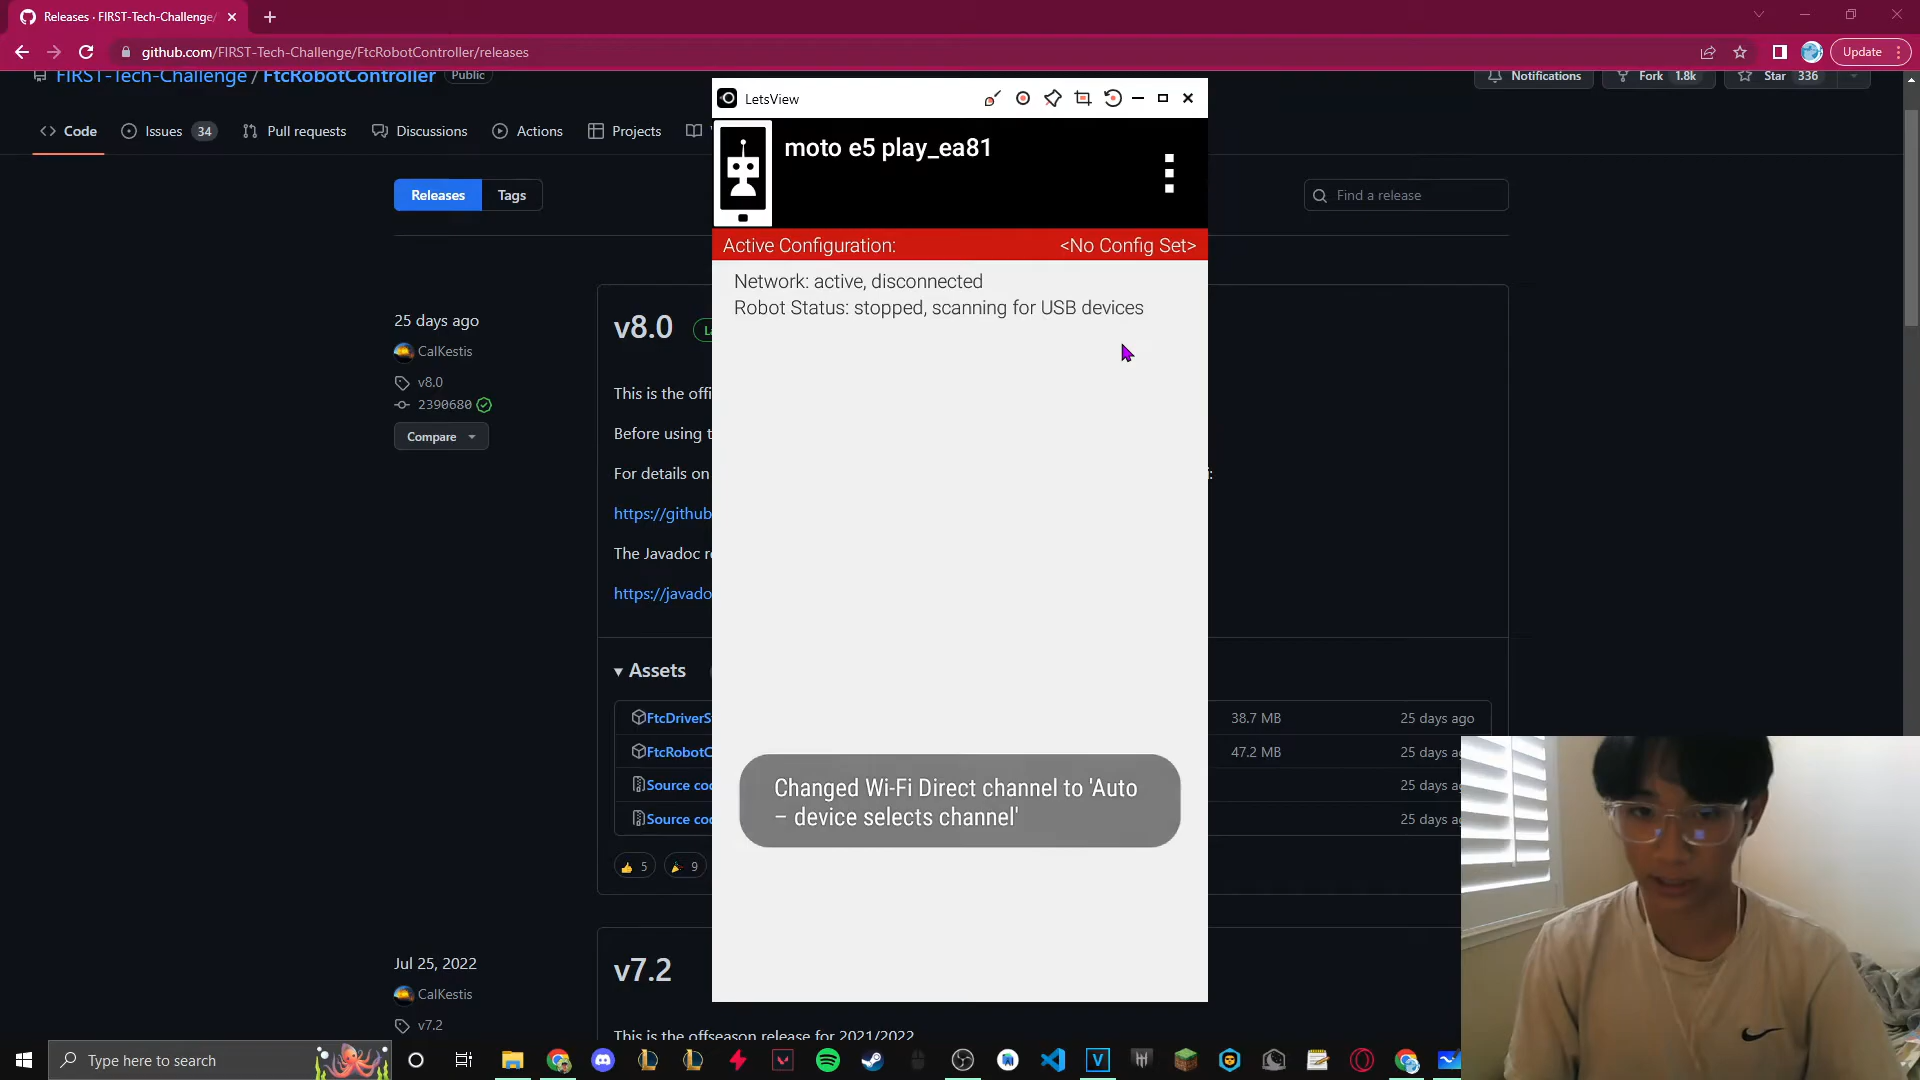 Releases · FIRST-Tech-Challenge/
github.com/FIRST-Tech-Challenge/FtcRobotController/releases
Update
FIRST-Tech-Challenge / FtcRobotController
Public
Notifications
Fork 1.8k
Star 336
Code
Issues 34
Pull requests
Discussions
Actions
Projects
LetsView
moto e5 play_ea81
Active Configuration: <No Config Set>
Network: active, disconnected
Robot Status: stopped, scanning for USB devices
Changed Wi-Fi Direct channel to 'Auto
– device selects channel'
Releases
Tags
Find a release
25 days ago
CalKestis
v8.0
2390680
Compare
v8.0
This is the offi
Before using t
For details on
i:
https://github
The Javadoc r
https://javado
Assets
FtcDriverS
38.7 MB
25 days ago
FtcRobotC
47.2 MB
25 days a
Source co
25 days a
Source co
25 days a
5
9
Jul 25, 2022
CalKestis
v7.2
v7.2
This is the offseason release for 2021/2022
Type here to search